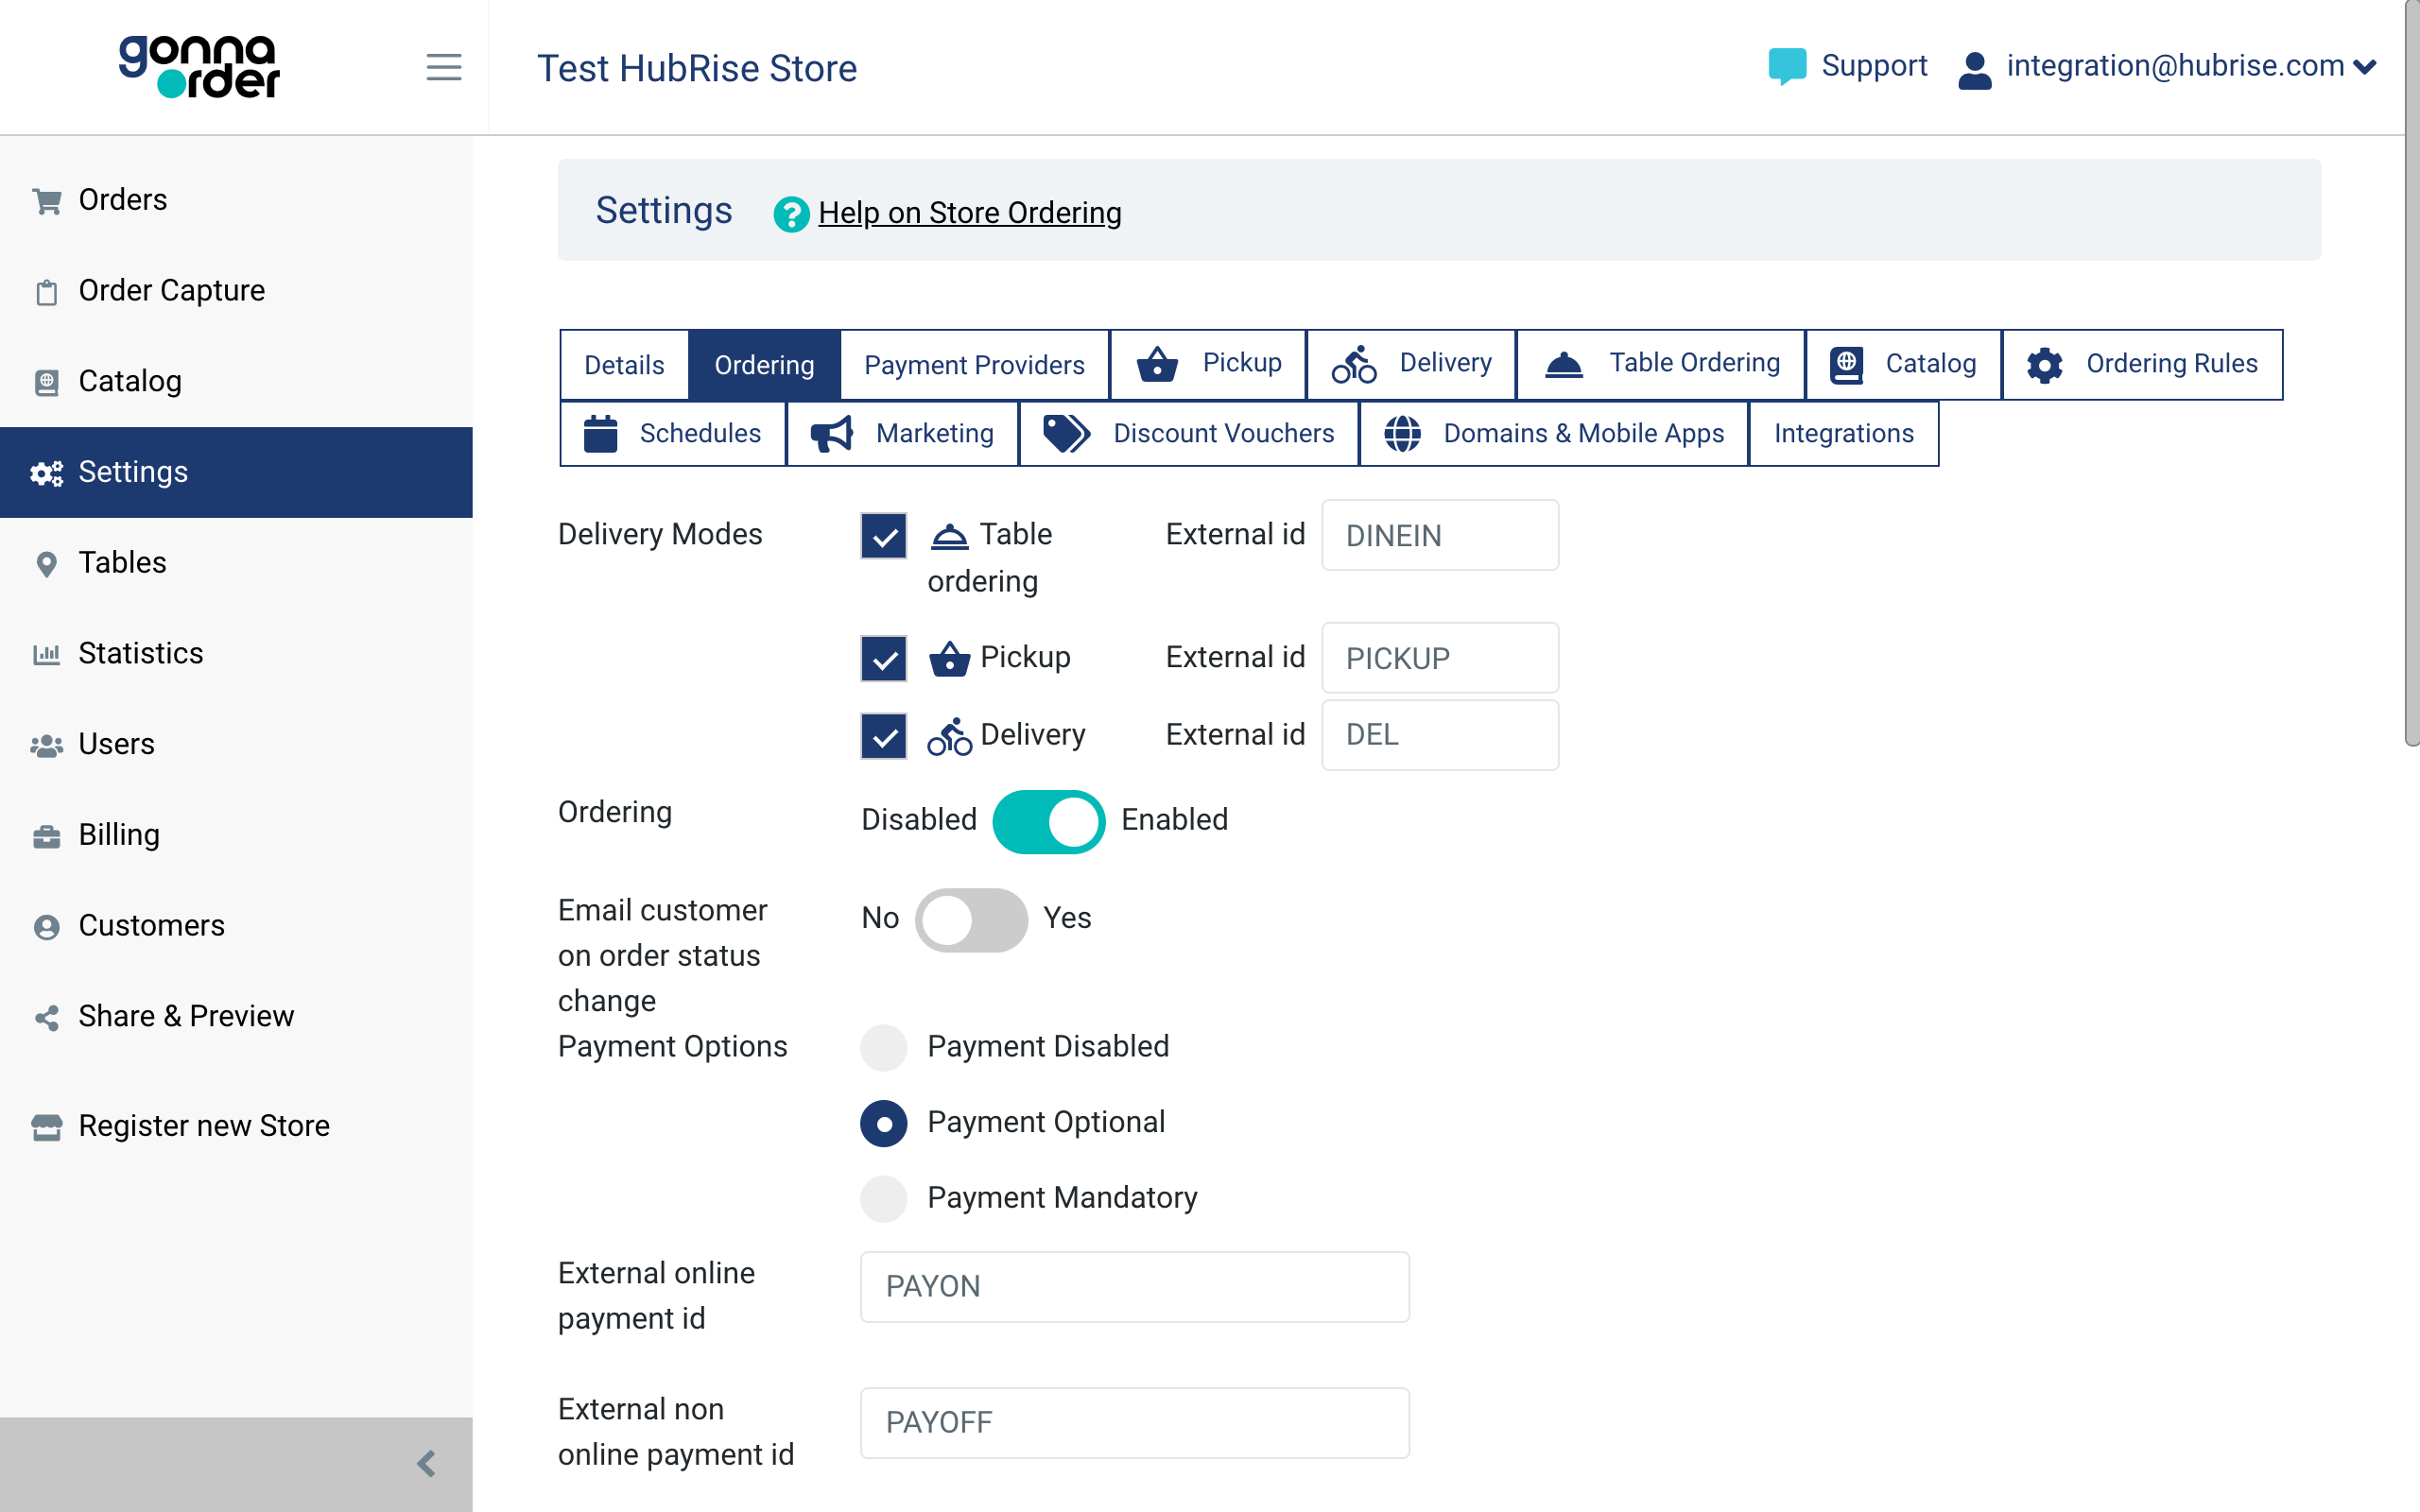 gonna
order
Test HubRise Store
Support
integration@hubrise.com
Orders
Order Capture
Catalog
Settings
Tables
Statistics
Users
Billing
Customers
Share & Preview
Register new Store
Settings
? Help on Store Ordering
Details
Ordering
Payment Providers
Pickup
Delivery
Table Ordering
Catalog
Ordering Rules
Schedules
Marketing
Discount Vouchers
Domains & Mobile Apps
Integrations
Delivery Modes
Table
ordering
External id
DINEIN
Pickup
External id
PICKUP
Delivery
External id
DEL
Ordering
Disabled
Enabled
Email customer
on order status
change
No
Yes
Payment Options
Payment Disabled
Payment Optional
Payment Mandatory
External online
payment id
PAYON
External non
online payment id
PAYOFF